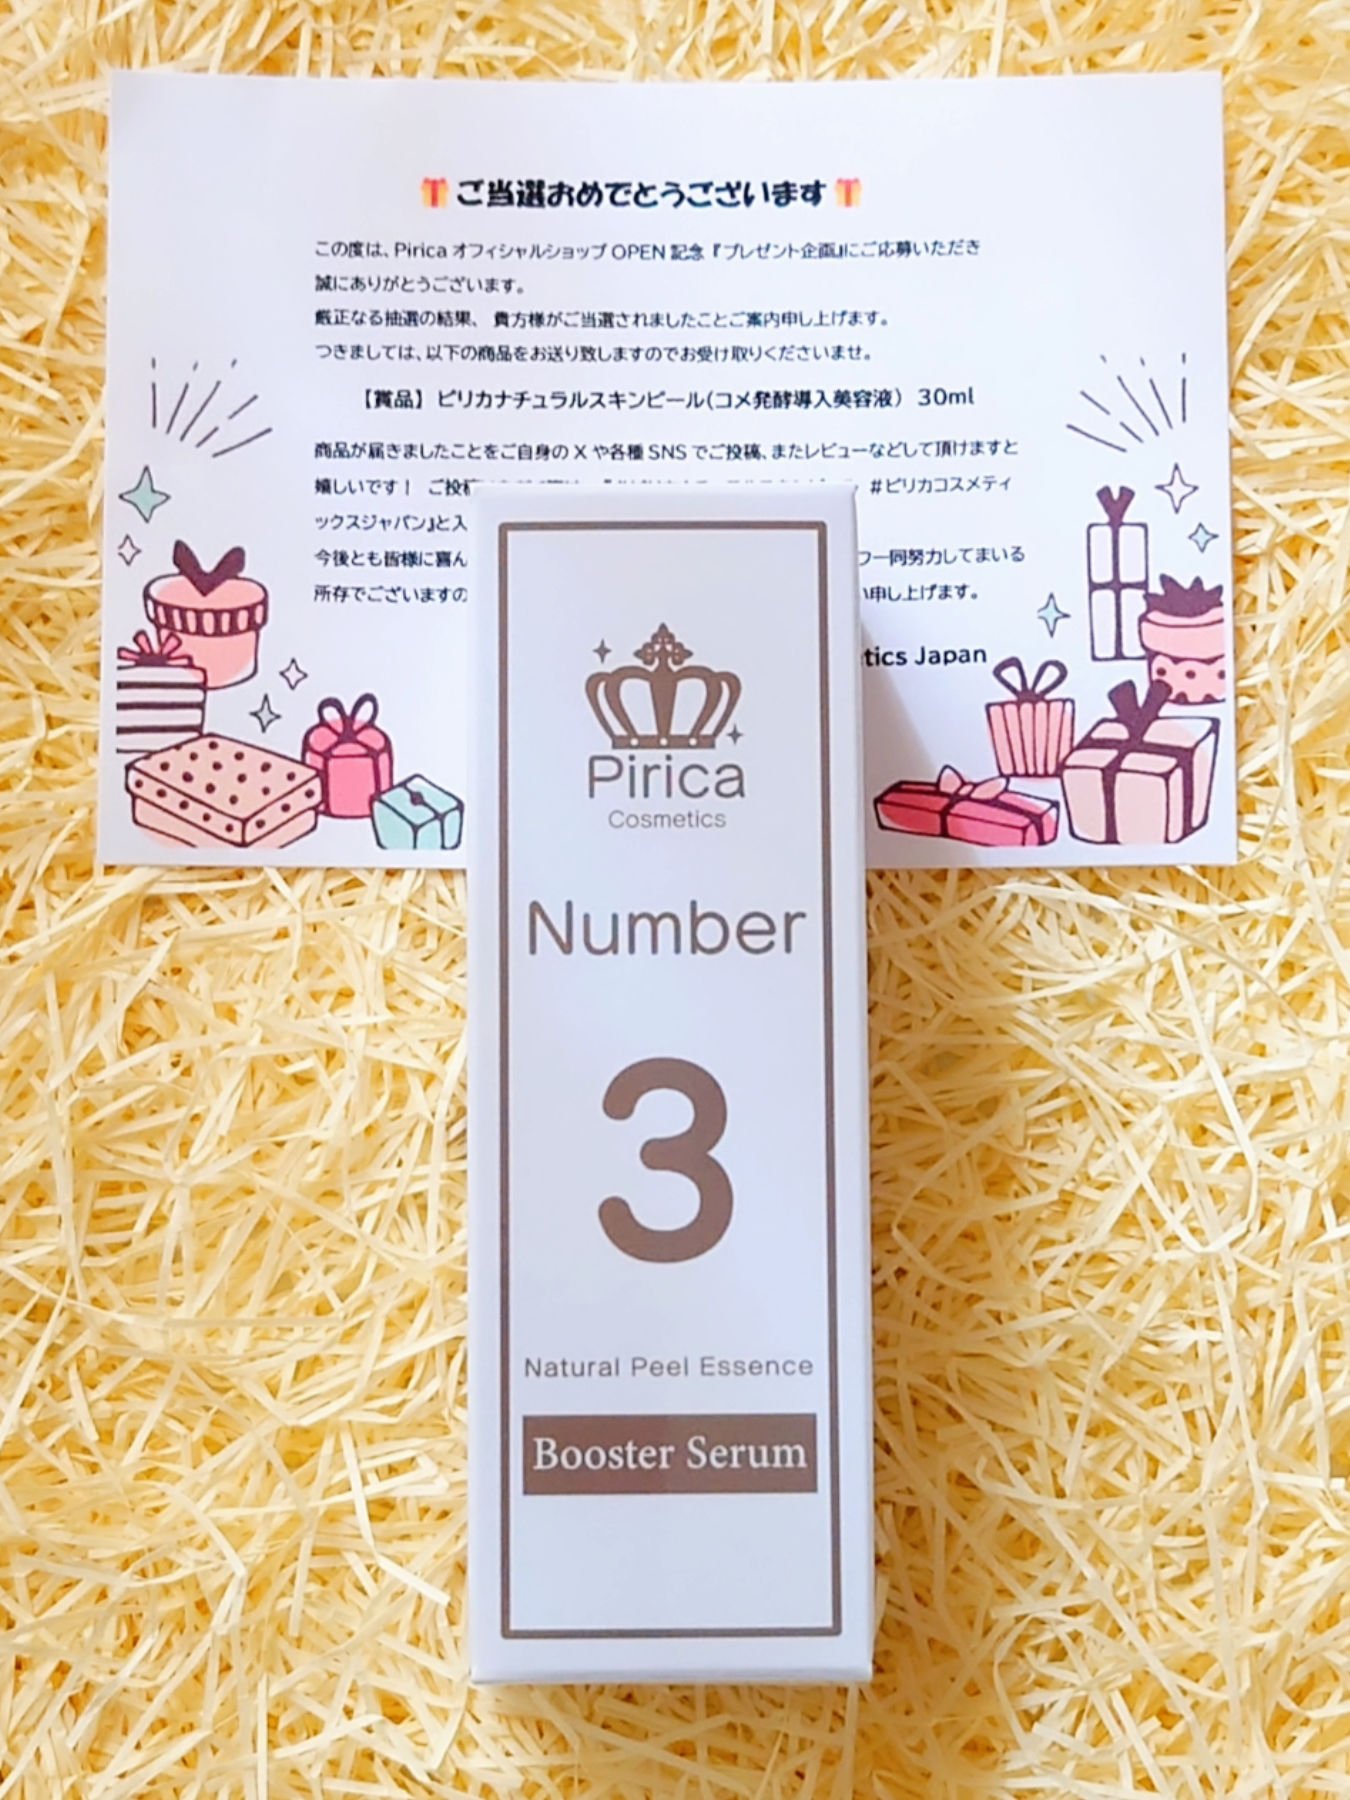 ご当選おめでとうございます
この度は、Pirica オフィシャルショップ OPEN 記念『プレゼント企画』にご応募いただき
誠にありがとうございます。
厳正なる抽選の結果、 貴方様がご当選されましたことご案内申し上げます。
つきましては、以下の商品をお送り致しますのでお受け取りくださいませ。
【賞品】ピリカナチュラルスキンピール(コメ発酵導入美容液） 30ml
商品が届きましたことをご自身の X や各種 SNS でご投稿、またレビューなどして頂けますと
嬉しいです！ ご投 #ピリカコスメティ
ックスジャパン』と入
今後とも皆様に喜ん 一同努力してまいる
所存でございますの 申し上げます。
tics Japan
Pirica
Cosmetics
Number
3
Natural Peel Essence
Booster Serum